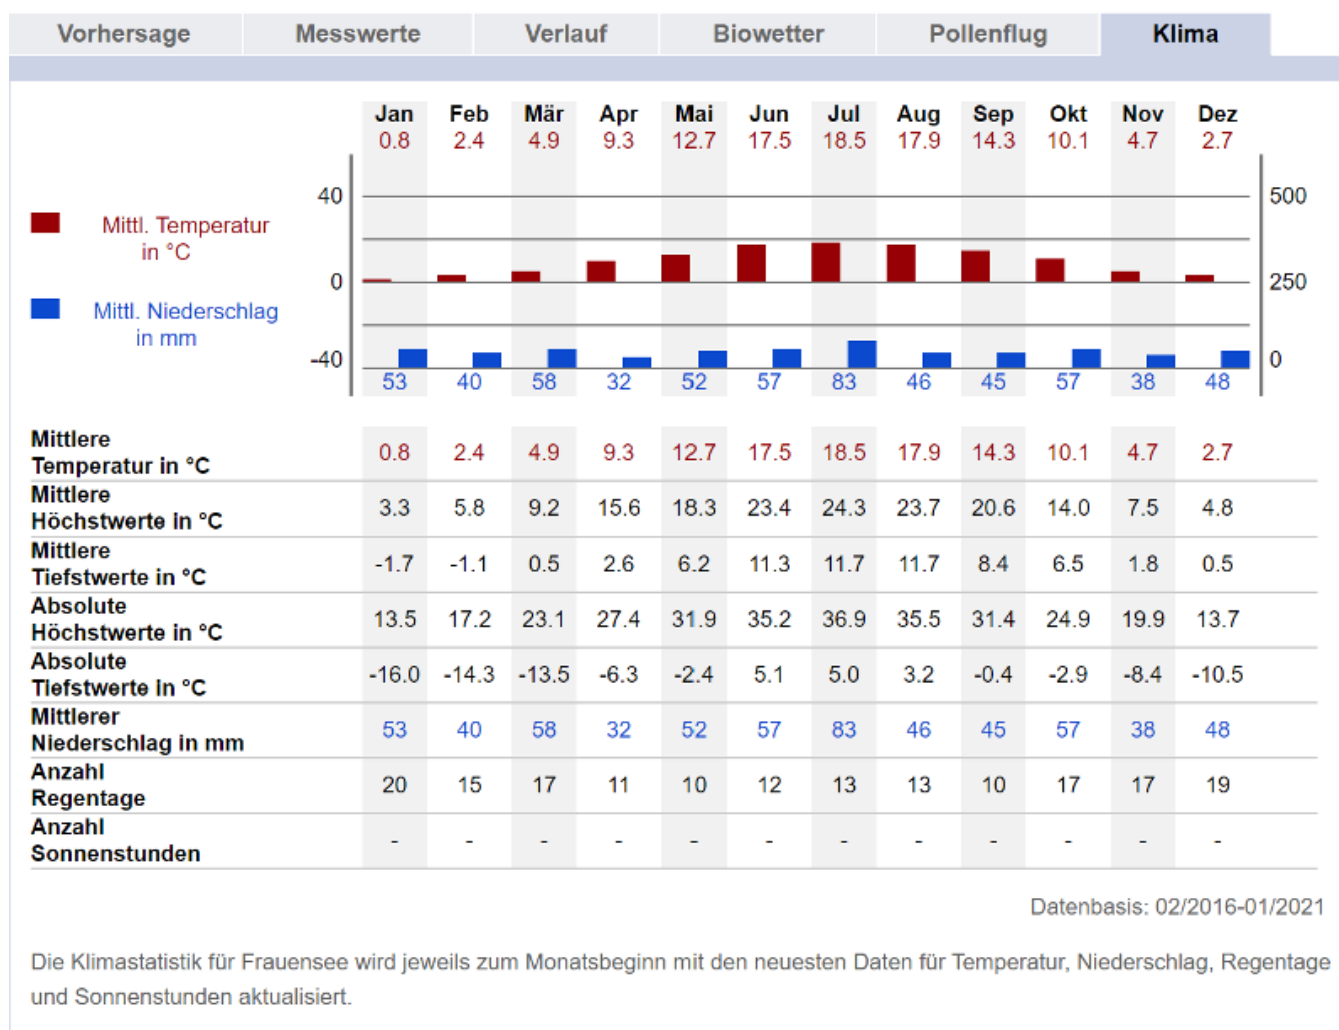 Vorhersage Messwerte Verlauf Biowetter Pollenflug Klima
Jan Feb Mär Apr Mai Jun Jul Aug Sep Okt Nov Dez
0.8 2.4 4.9 9.3 12.7 17.5 18.5 17.9 14.3 10.1 4.7 2.7
40 500
Mittl. Temperatur
in °C
0 250
Mittl. Niederschlag
in mm
-40 0
53 40 58 32 52 57 83 46 45 57 38 48
Mittlere
Temperatur in °C 0.8 2.4 4.9 9.3 12.7 17.5 18.5 17.9 14.3 10.1 4.7 2.7
Mittlere
Höchstwerte in °C 3.3 5.8 9.2 15.6 18.3 23.4 24.3 23.7 20.6 14.0 7.5 4.8
Mittlere
Tiefstwerte in °C -1.7 -1.1 0.5 2.6 6.2 11.3 11.7 11.7 8.4 6.5 1.8 0.5
Absolute
Höchstwerte in °C 13.5 17.2 23.1 27.4 31.9 35.2 36.9 35.5 31.4 24.9 19.9 13.7
Absolute
Tiefstwerte in °C -16.0 -14.3 -13.5 -6.3 -2.4 5.1 5.0 3.2 -0.4 -2.9 -8.4 -10.5
Mittlerer
Niederschlag in mm 53 40 58 32 52 57 83 46 45 57 38 48
Anzahl
Regentage 20 15 17 11 10 12 13 13 10 17 17 19
Anzahl
Sonnenstunden - - - - - - - - - - - -
Datenbasis: 02/2016-01/2021
Die Klimastatistik für Frauensee wird jeweils zum Monatsbeginn mit den neuesten Daten für Temperatur, Niederschlag, Regentage
und Sonnenstunden aktualisiert.